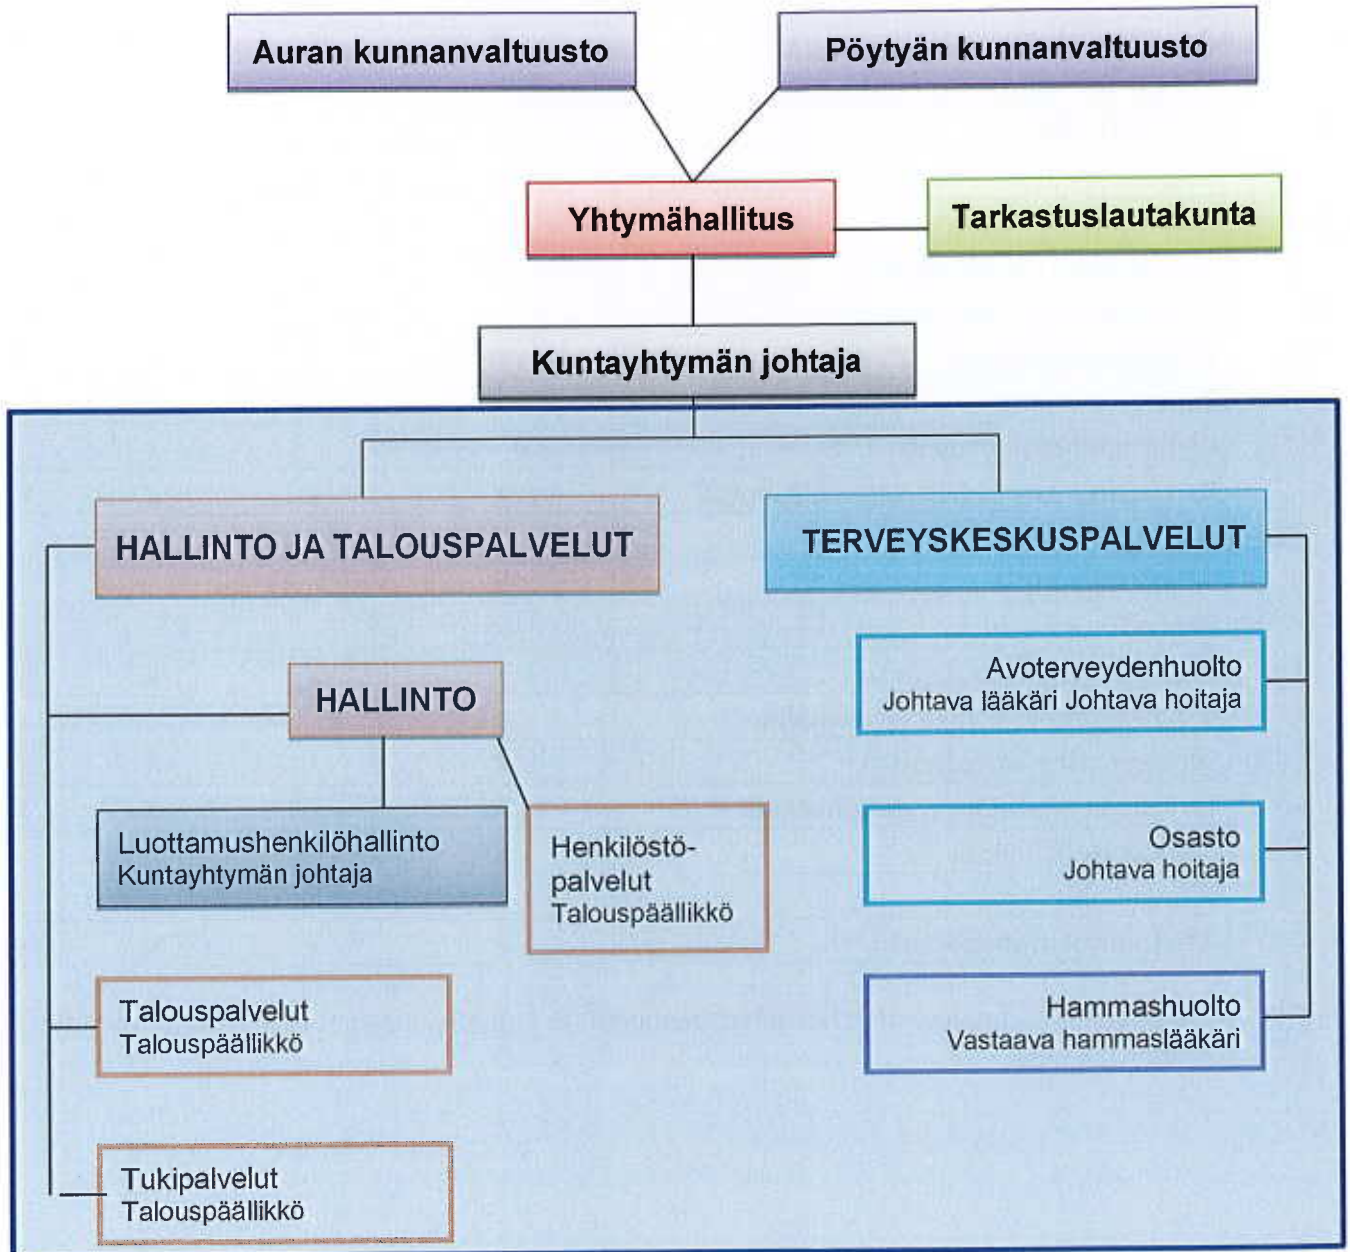 Auran kunnanvaltuusto
Pöytyän kunnanvaltuusto
Yhtymähallitus
Tarkastuslautakunta
Kuntayhtymän johtaja
HALLINTO JA TALOUSPALVELUT
TERVEYSKESKUSPALVELUT
HALLINTO
Luottamushenkilöhallinto
Kuntayhtymän johtaja
Henkilöstö-
palvelut
Talouspäällikkö
Talouspalvelut
Talouspäällikkö
Tukipalvelut
Talouspäällikkö
Avoterveydenhuolto
Johtava lääkäri Johtava hoitaja
Osasto
Johtava hoitaja
Hammashuolto
Vastaava hammaslääkäri